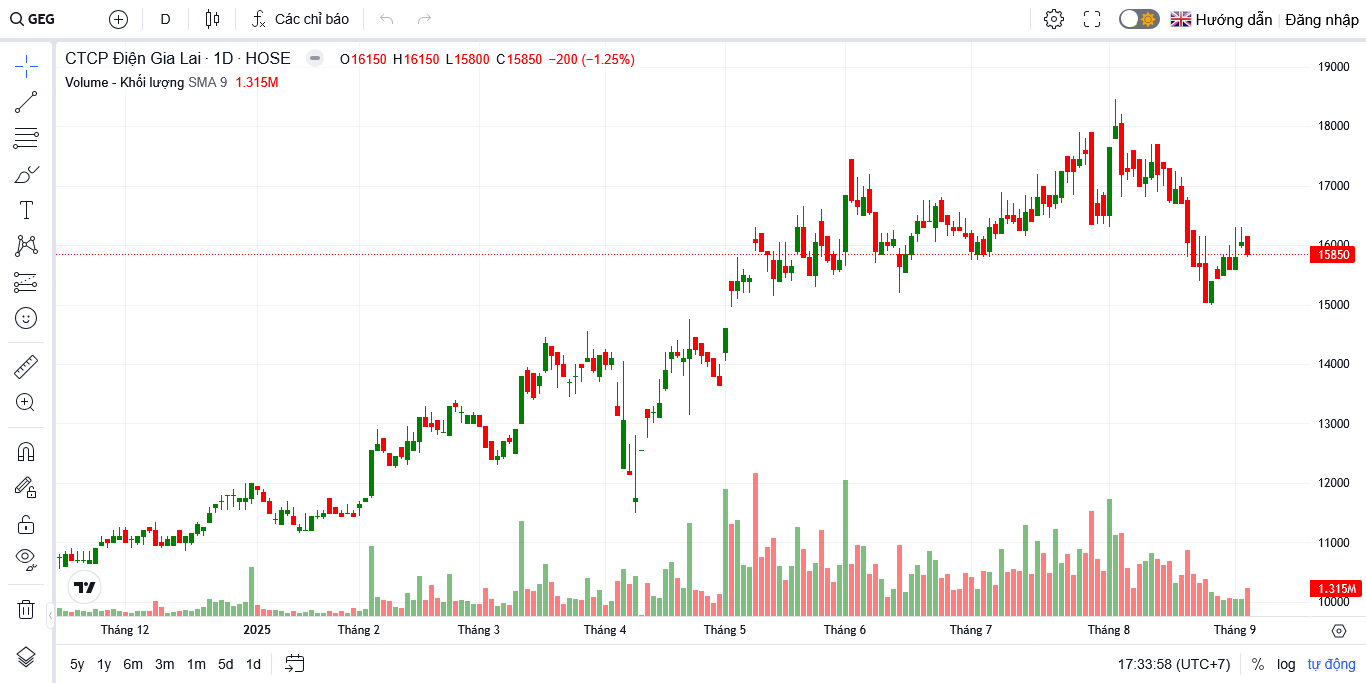 GEG D Các chỉ báo Hướng dẫn Đăng nhập
CTCP Điện Gia Lai · 1D · HOSE O16150 H16150 L15800 C15850 −200 (−1.25%)
Volume - Khối lượng SMA 9 1.315M
19000
18000
17000
16000
15850
15000
14000
13000
12000
11000
1.315M
10000
Tháng 12 2025 Tháng 2 Tháng 3 Tháng 4 Tháng 5 Tháng 6 Tháng 7 Tháng 8 Tháng 9
5y 1y 6m 3m 1m 5d 1d 17:33:58 (UTC+7) % log tự động